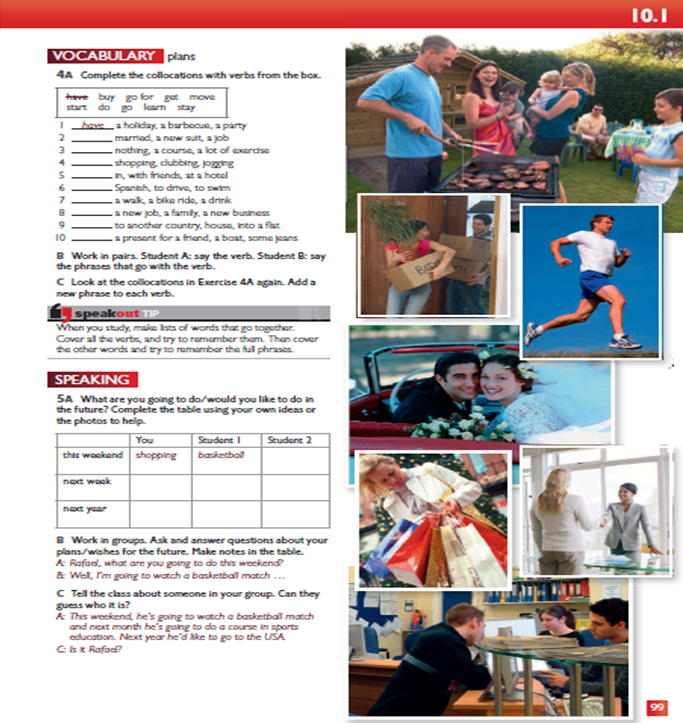 10.1
VOCABULARY plans
4A Complete the collocations with verbs from the box.
have buy go for get move
start do go learn stay
1 have a holiday, a barbecue, a party
2 ______ married, a new suit, a job
3 ______ nothing, a course, a lot of exercise
4 ______ shopping, clubbing, jogging
5 ______ in, with friends, at a hotel
6 ______ Spanish, to drive, to swim
7 ______ a walk, a bike ride, a drink
8 ______ a new job, a family, a new business
9 ______ to another country, house, into a flat
10 ______ a present for a friend, a boat, some jeans
B Work in pairs. Student A: say the verb. Student B: say
the phrases that go with the verb.
C Look at the collocations in Exercise 4A again. Add a
new phrase to each verb.
speakout TIP
When you study, make lists of words that go together.
Cover all the verbs, and try to remember them. Then cover
the other words and try to remember the full phrases.
SPEAKING
5A What are you going to do/would you like to do in
the future? Complete the table using your own ideas or
the photos to help.
You Student 1 Student 2
this weekend shopping basketball
next week
next year
B Work in groups. Ask and answer questions about your
plans/wishes for the future. Make notes in the table.
A: Rafael, what are you going to do this weekend?
B: Well, I'm going to watch a basketball match …
C Tell the class about someone in your group. Can they
guess who it is?
A: This weekend, he's going to watch a basketball match
and next month he's going to do a course in sports
education. Next year he'd like to go to the USA.
C: Is it Rafael?
99